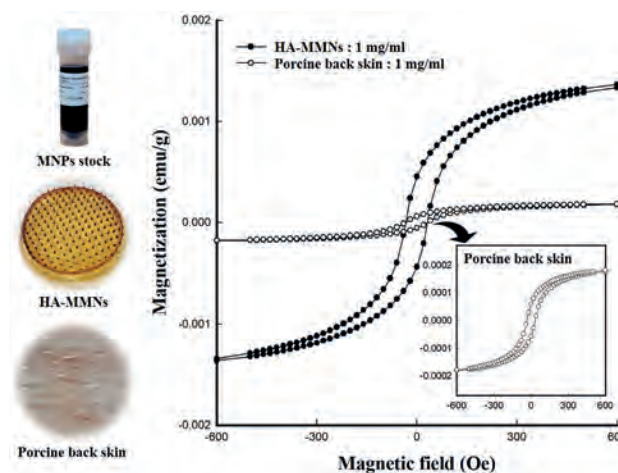 MNPs stock
HA-MMNs
Porcine back skin
Magnetization (emu/g)
0.002
0.001
0.000
-0.001
-0.002
HA-MMNs : 1 mg/ml
Porcine back skin : 1 mg/ml
Porcine back skin
0.0002
0.0001
0.0000
-0.0001
-0.0002
-600 -300 0 300 600
-600 -300 0 300 600
Magnetic field (Oe)